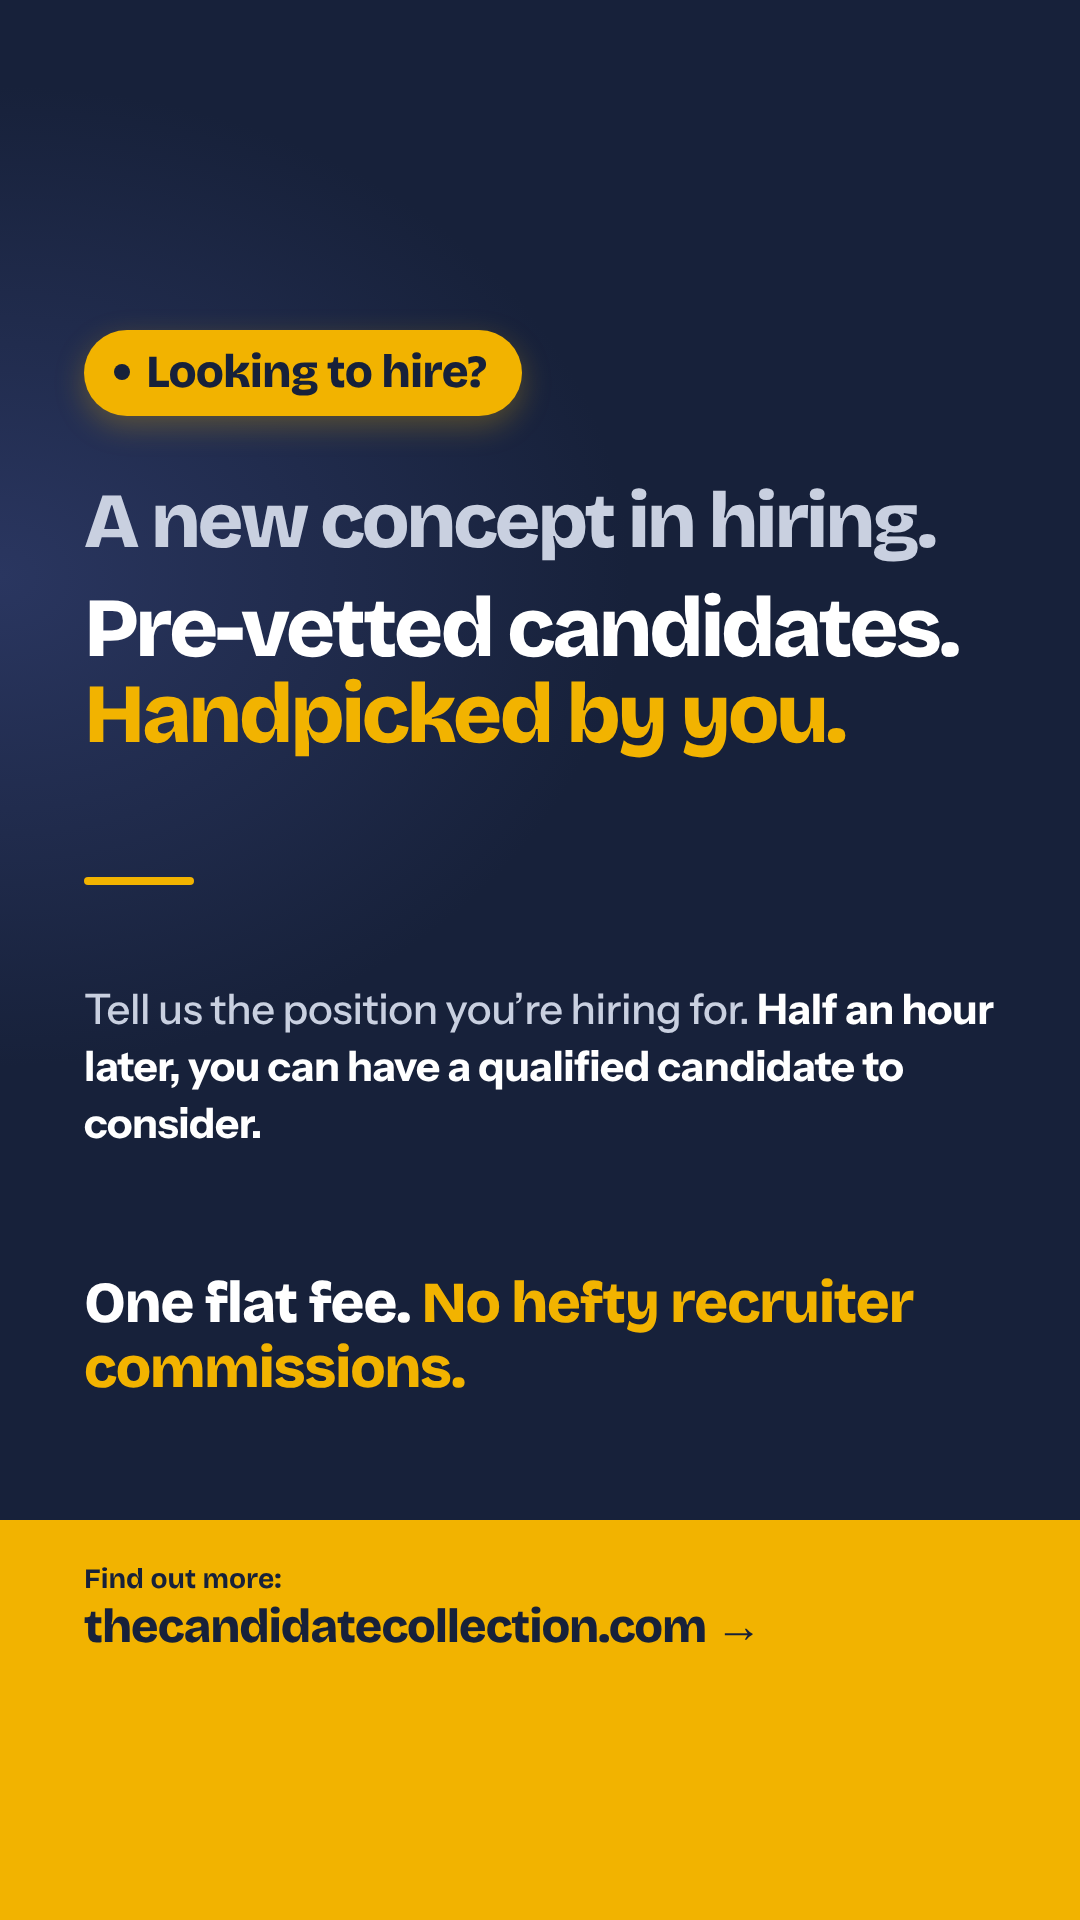 • Looking to hire?
A new concept in hiring.
Pre-vetted candidates.
Handpicked by you.
Tell us the position you’re hiring for. Half an hour
later, you can have a qualified candidate to
consider.
One flat fee. No hefty recruiter
commissions.
Find out more:
thecandidatecollection.com →